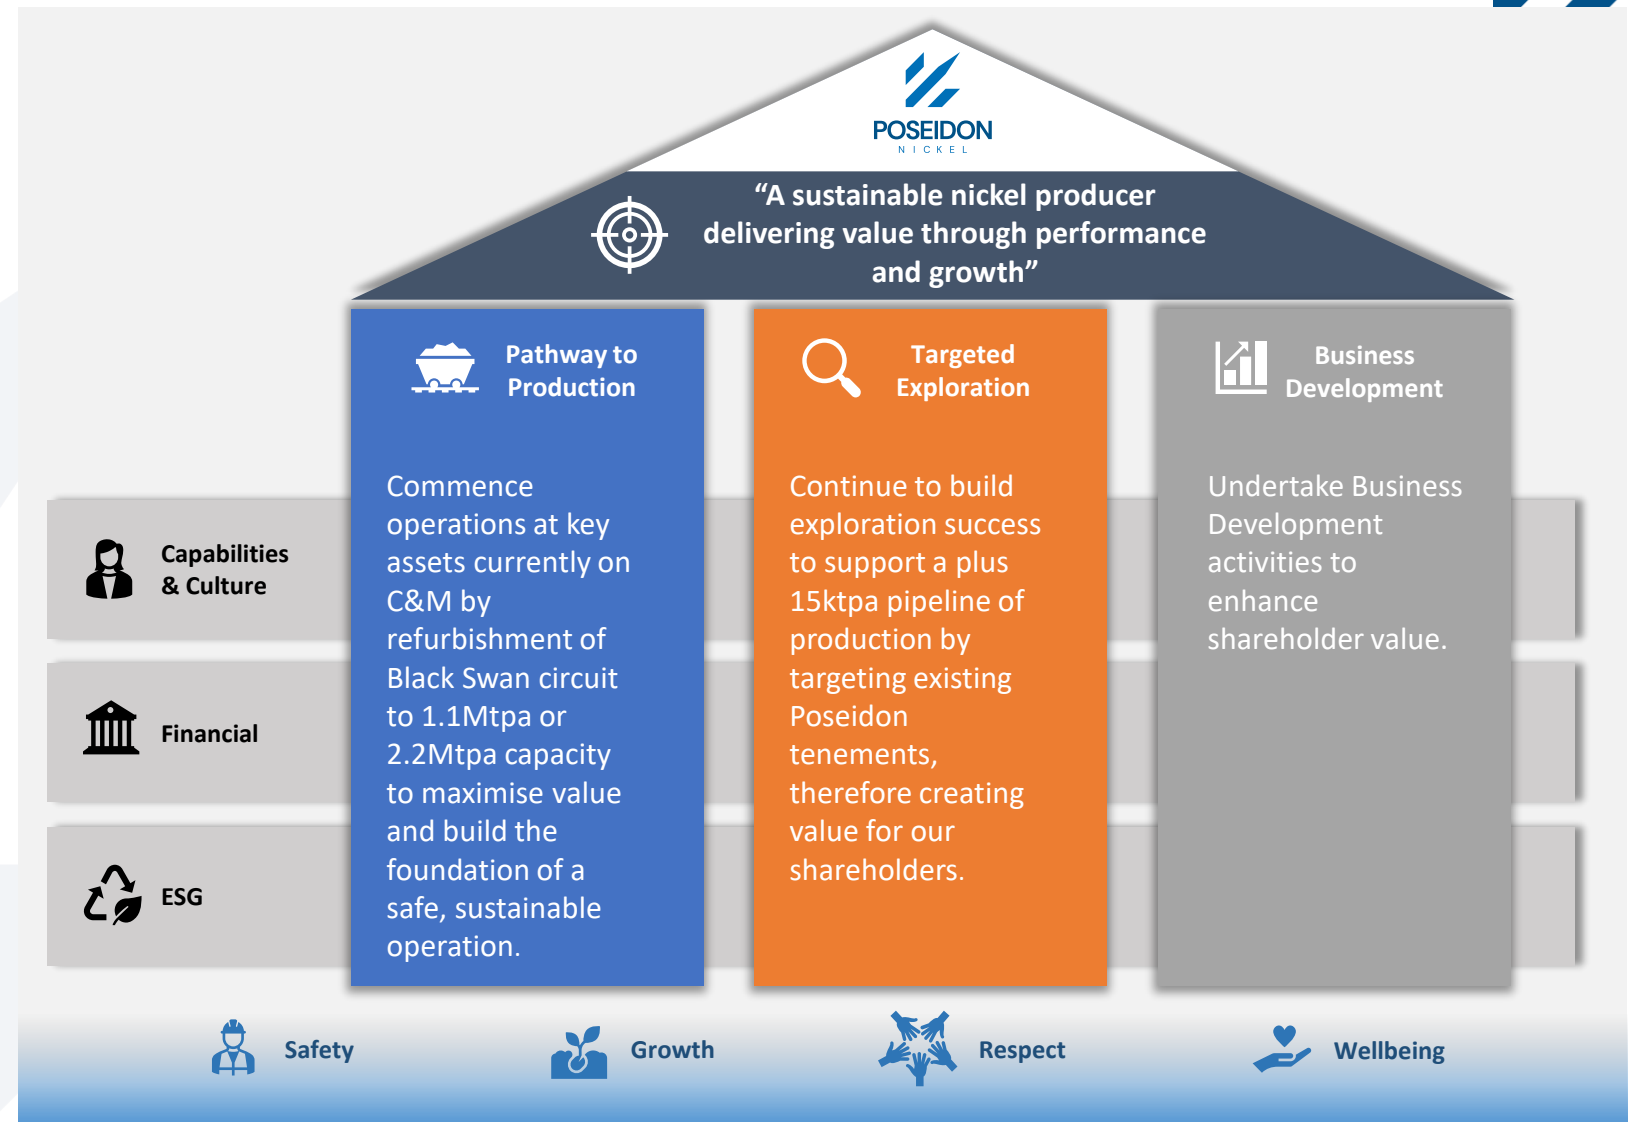 POSEIDON
NICKEL
“A sustainable nickel producer
delivering value through performance
and growth”
Pathway to
Production
Commence
operations at key
assets currently on
C&M by
refurbishment of
Black Swan circuit
to 1.1Mtpa or
2.2Mtpa capacity
to maximise value
and build the
foundation of a
safe, sustainable
operation.
Targeted
Exploration
Continue to build
exploration success
to support a plus
15ktpa pipeline of
production by
targeting existing
Poseidon
tenements,
therefore creating
value for our
shareholders.
Business
Development
Undertake Business
Development
activities to
enhance
shareholder value.
Capabilities
& Culture
Financial
ESG
Safety
Growth
Respect
Wellbeing